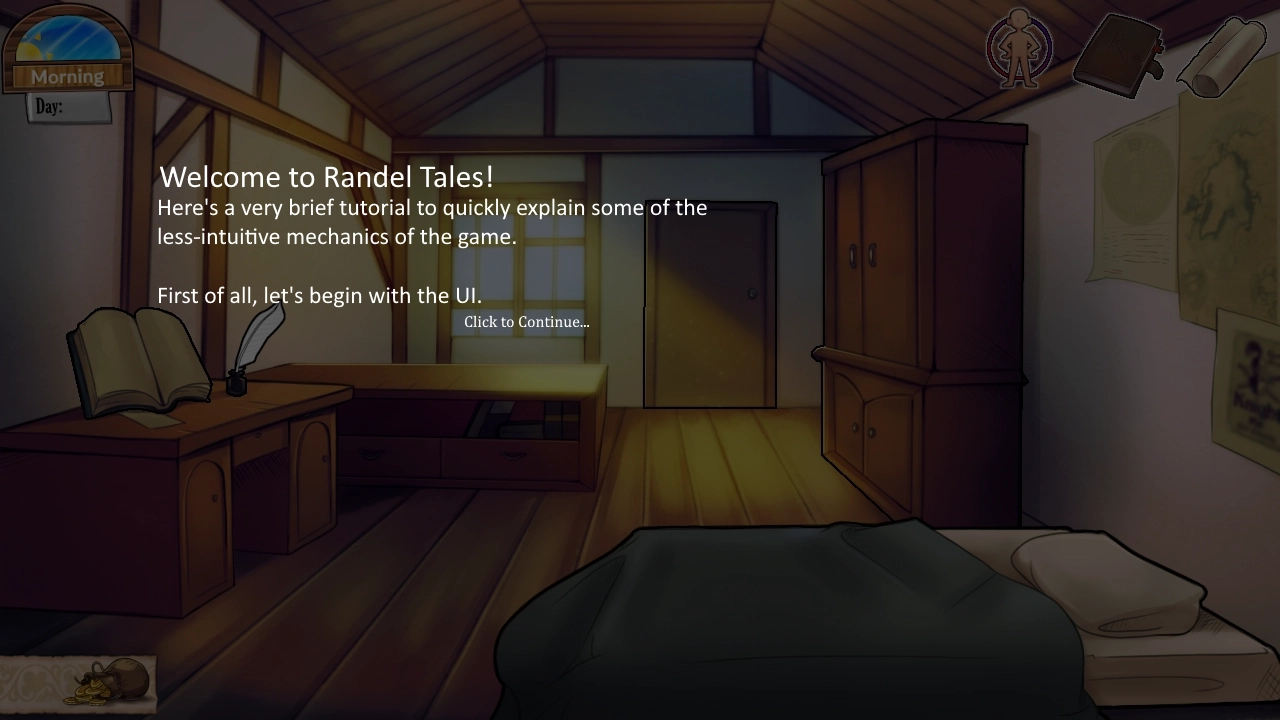 Morning
Day:
Welcome to Randel Tales!
Here's a very brief tutorial to quickly explain some of the
less-intuitive mechanics of the game.
First of all, let's begin with the UI.
Click to Continue...